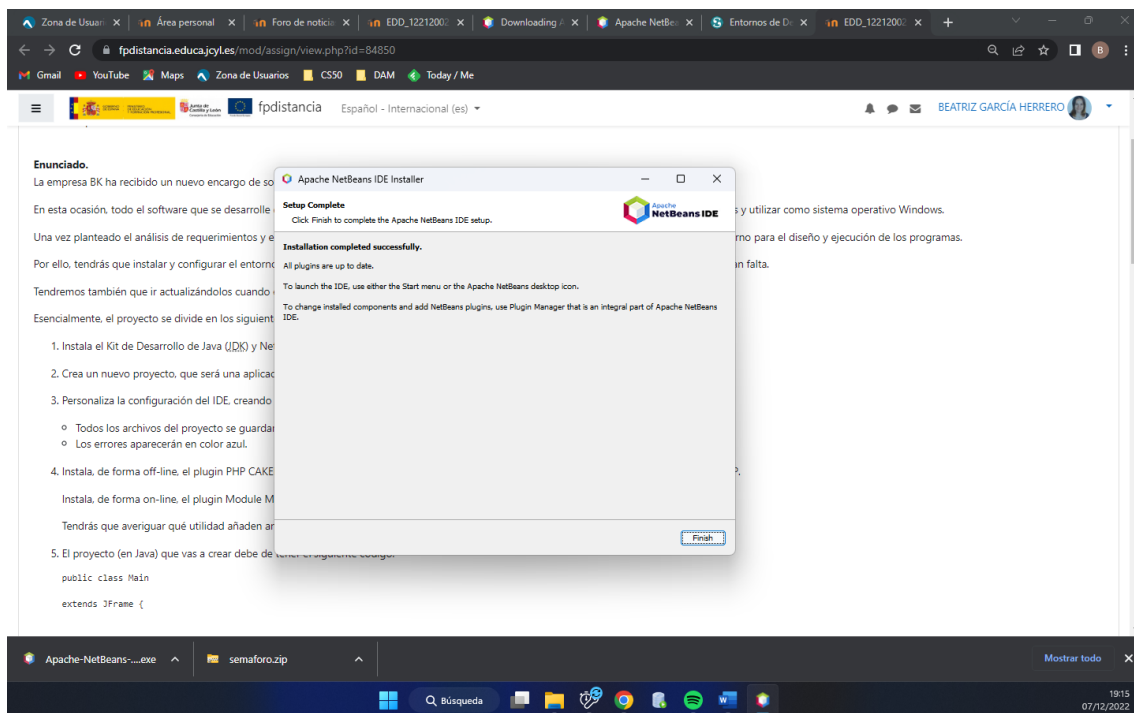 Zona de Usuari
Área personal
Foro de noticia
EDD_12212002
Downloading A
Apache NetBe
Entornos de De
EDD_12212002
fpdistancia.educa.jcyl.es/mod/assign/view.php?id=84850
B
Gmail
YouTube
Maps
Zona de Usuarios
CS50
DAM
Today / Me
Junta de
Castilla y León
fpdistancia
Español - Internacional (es)
BEATRIZ GARCÍA HERRERO
Enunciado.
La empresa BK ha recibido un nuevo encargo de so
En esta ocasión, todo el software que se desarrolle
s y utilizar como sistema operativo Windows.
Una vez planteado el análisis de requerimientos y e
rno para el diseño y ejecución de los programas.
Por ello, tendrás que instalar y configurar el entorno
an falta.
Tendremos también que ir actualizándolos cuando
Esencialmente, el proyecto se divide en los siguient
1. Instala el Kit de Desarrollo de Java (JDK) y Ne
2. Crea un nuevo proyecto, que será una aplicac
3. Personaliza la configuración del IDE, creando
Todos los archivos del proyecto se guardar
Los errores aparecerán en color azul.
4. Instala, de forma off-line, el plugin PHP CAKE
P.
Instala, de forma on-line, el plugin Module M
Tendrás que averiguar qué utilidad añaden ar
5. El proyecto (en Java) que vas a crear debe de tener el siguiente código:
public class Main
extends JFrame {
Apache NetBeans IDE Installer
Setup Complete
Click Finish to complete the Apache NetBeans IDE setup.
Apache
NetBeans IDE
Installation completed successfully.
All plugins are up to date.
To launch the IDE, use either the Start menu or the Apache NetBeans desktop icon.
To change installed components and add NetBeans plugins, use Plugin Manager that is an integral part of Apache NetBeans
IDE.
Finish
Apache-NetBeans-....exe
semaforo.zip
Mostrar todo
Búsqueda
19:15
07/12/2022